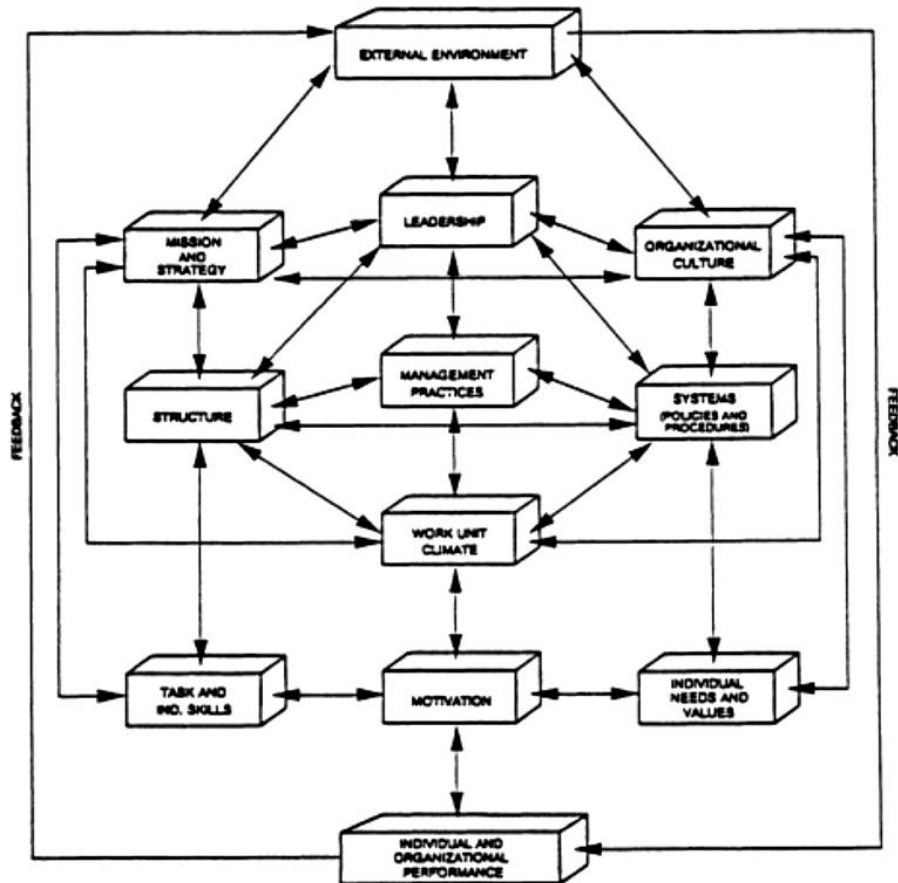 EXTERNAL ENVIRONMENT
LEADERSHIP
MISSION
AND
STRATEGY
ORGANIZATIONAL
CULTURE
MANAGEMENT
PRACTICES
STRUCTURE
SYSTEMS
(POLICIES AND
PROCEDURES)
FEEDBACK
FEEDBACK
WORK UNIT
CLIMATE
TASK AND
IND. SKILLS
MOTIVATION
INDIVIDUAL
NEEDS AND
VALUES
INDIVIDUAL AND
ORGANIZATIONAL
PERFORMANCE